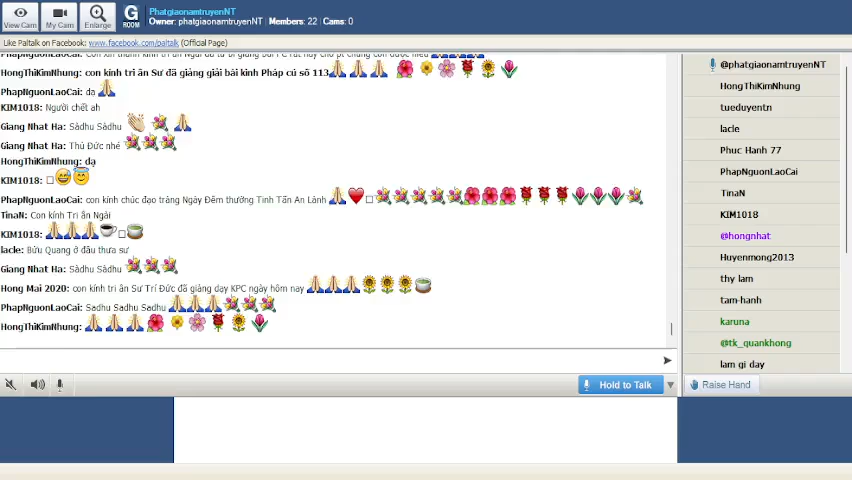 PhatgiaonamtruyenNT
Owner: phatgiaonamtruyenNT | Members: 22 | Cams: 0
View Cam
My Cam
Enlarge
G
ROOM
Like Paltalk on Facebook: www.facebook.com/paltalk (Official Page)
HongThiKimNhung: con kính tri ân Sư đã giảng giải bài kinh Pháp cú số 113
PhapNguonLaoCai: dạ
KIM1018: Người chết ah
Giang Nhat Ha: Sàdhu Sàdhu
Giang Nhat Ha: Thủ Đức nhé
HongThiKimNhung: dạ
KIM1018:
PhapNguonLaoCai: con kính chúc đạo tràng Ngày Đêm thường Tinh Tấn An Lành
TinaN: Con kính Tri ân Ngài
KIM1018:
lacle: Bửu Quang ở đâu thưa sư
Giang Nhat Ha: Sàdhu Sàdhu
Hong Mai 2020: con kính tri ân Sư Trí Đức đã giảng dạy KPC ngày hôm nay
PhapNguonLaoCai: Sadhu Sadhu Sadhu
HongThiKimNhung:
Hold to Talk
@phatgiaonamtruyenNT
HongThiKimNhung
tueduyentn
lacle
Phuc Hanh 77
PhapNguonLaoCai
TinaN
KIM1018
@hongnhat
Huyenmong2013
thy lam
tam-hanh
karuna
@tk_quankhong
lam gi day
Raise Hand